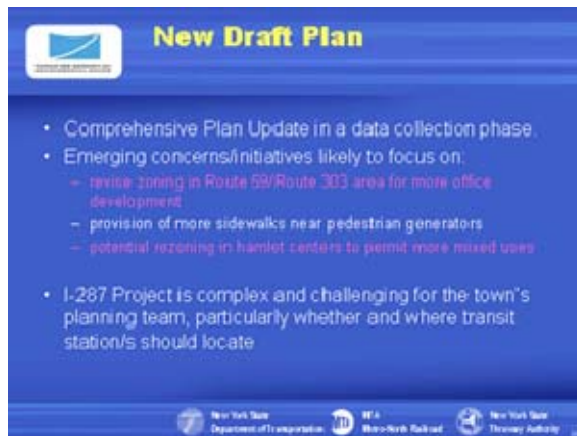 New Draft Plan
• Comprehensive Plan Update in a data collection phase.
• Emerging concerns/initiatives likely to focus on:
– revise zoning in Route 59/Route 303 area for more office
development
– provision of more sidewalks near pedestrian generators
– potential rezoning in hamlet centers to permit more mixed uses
• I-287 Project is complex and challenging for the town's
planning team, particularly whether and where transit
station/s should locate
New York State
Department of Transportation
MTA
Metro-North Railroad
New York State
Thruway Authority